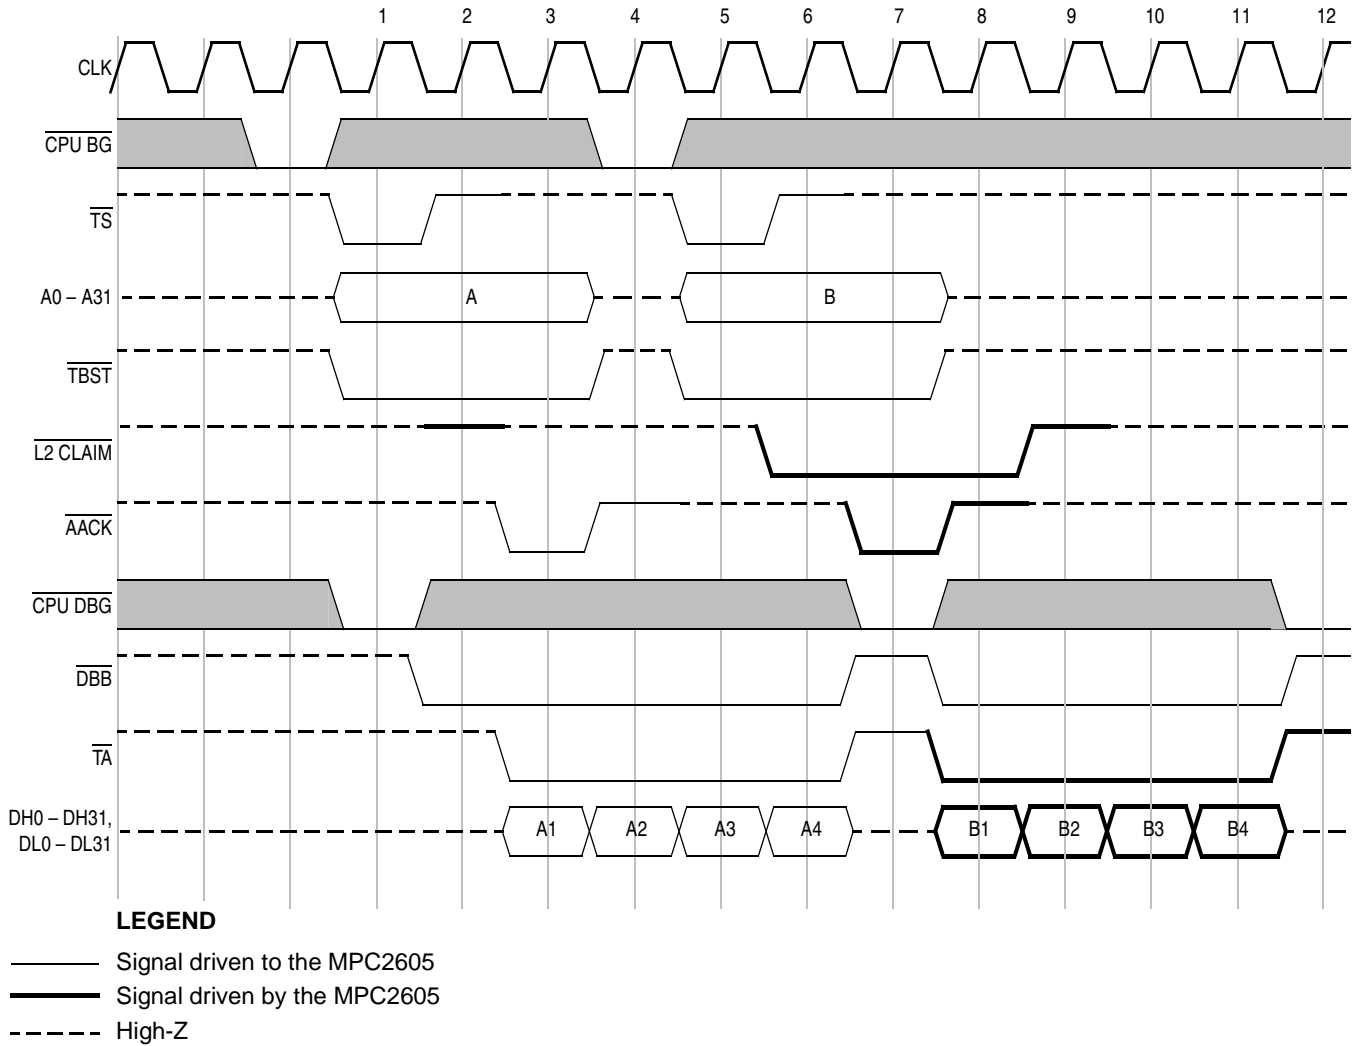 1 2 3 4 5 6 7 8 9 10 11 12
CLK
CPU BG
TS
A0 – A31
A
B
TBST
L2 CLAIM
AACK
CPU DBG
DBB
TA
DH0 – DH31,
DL0 – DL31
A1 A2 A3 A4 B1 B2 B3 B4
LEGEND
Signal driven to the MPC2605
Signal driven by the MPC2605
High-Z